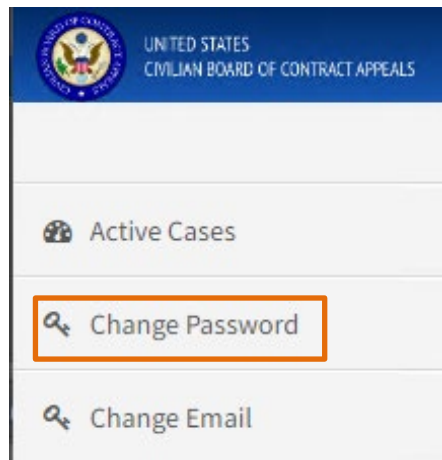 UNITED STATES
CIVILIAN BOARD OF CONTRACT APPEALS
Active Cases
Change Password
Change Email